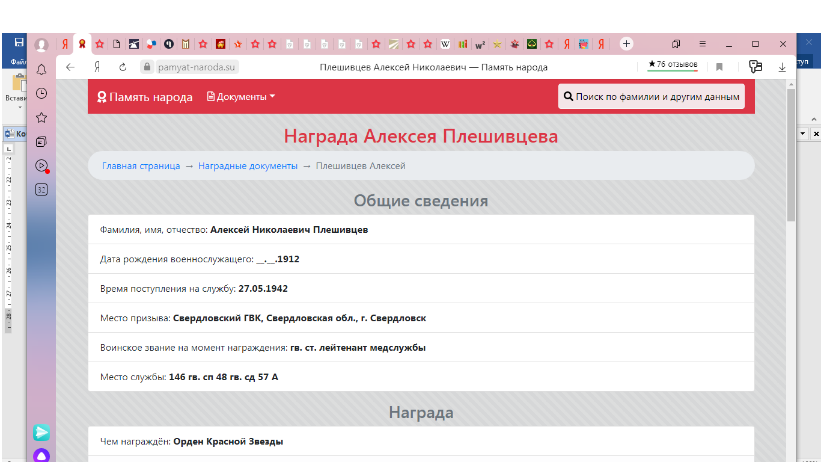 Файл
Встави
pamyat-naroda.su
Плешивцев Алексей Николаевич — Память народа
★76 отзывов
Память народа
Документы
Поиск по фамилии и другим данным
Награда Алексея Плешивцева
Главная страница → Наградные документы → Плешивцев Алексей
Общие сведения
Фамилия, имя, отчество: Алексей Николаевич Плешивцев
Дата рождения военнослужащего: __.__.1912
Время поступления на службу: 27.05.1942
Место призыва: Свердловский ГВК, Свердловская обл., г. Свердловск
Воинское звание на момент награждения: гв. ст. лейтенант медслужбы
Место службы: 146 гв. сп 48 гв. сд 57 А
Награда
Чем награждён: Орден Красной Звезды